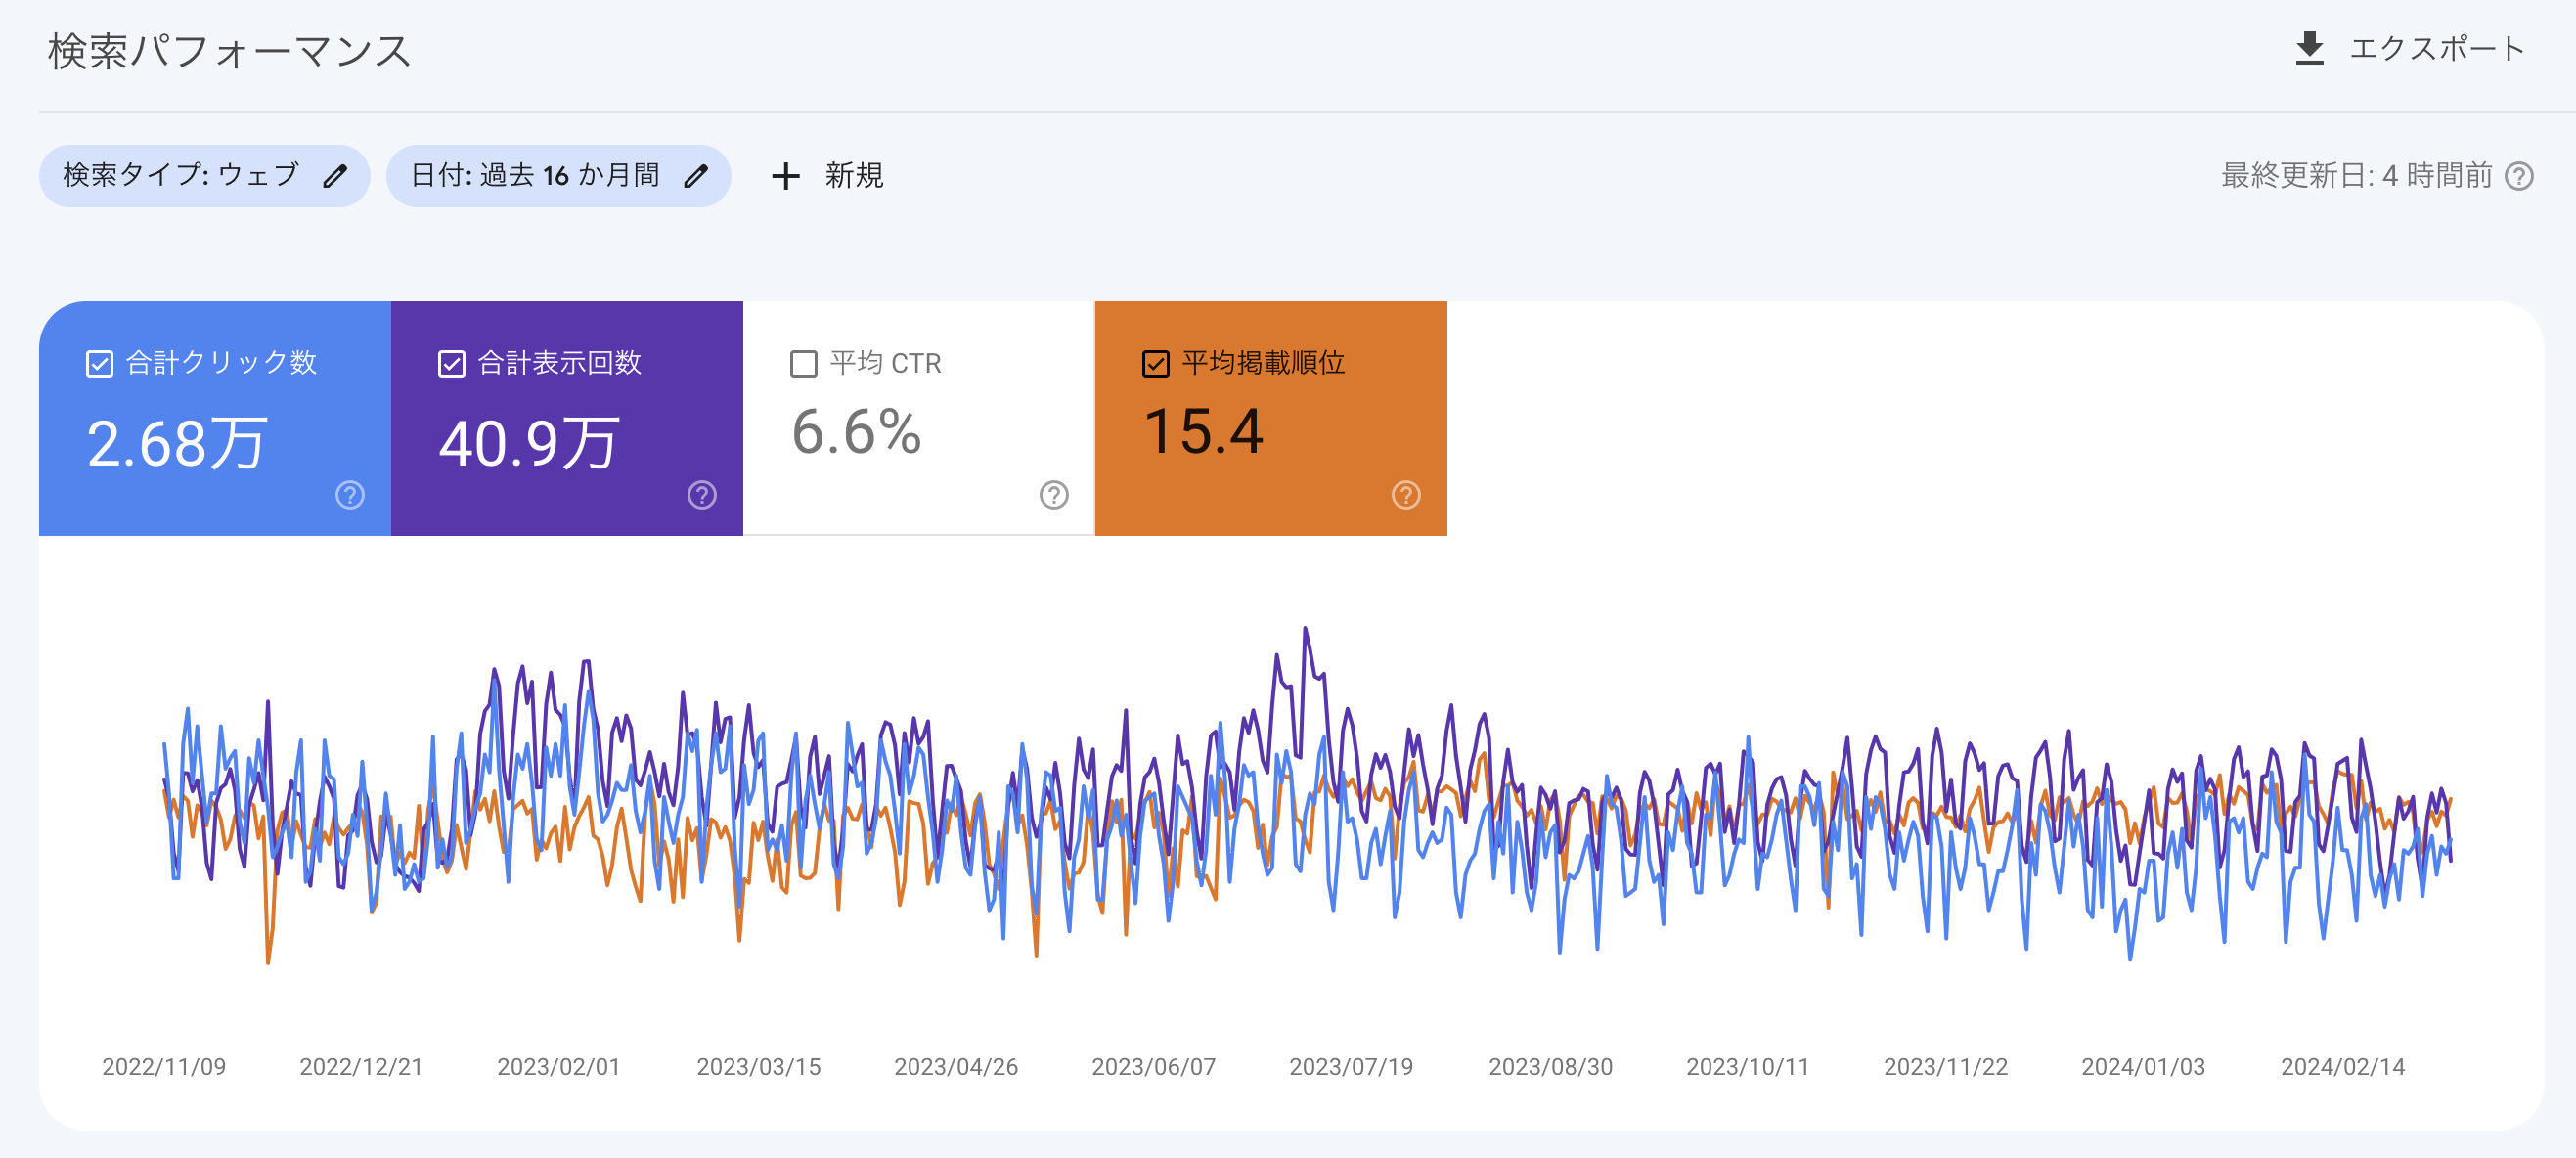 検索パフォーマンス
エクスポート
検索タイプ: ウェブ
日付: 過去 16 か月間
新規
最終更新日: 4 時間前
合計クリック数
2.68万
合計表示回数
40.9万
平均 CTR
6.6%
平均掲載順位
15.4
2022/11/09 2022/12/21 2023/02/01 2023/03/15 2023/04/26 2023/06/07 2023/07/19 2023/08/30 2023/10/11 2023/11/22 2024/01/03 2024/02/14